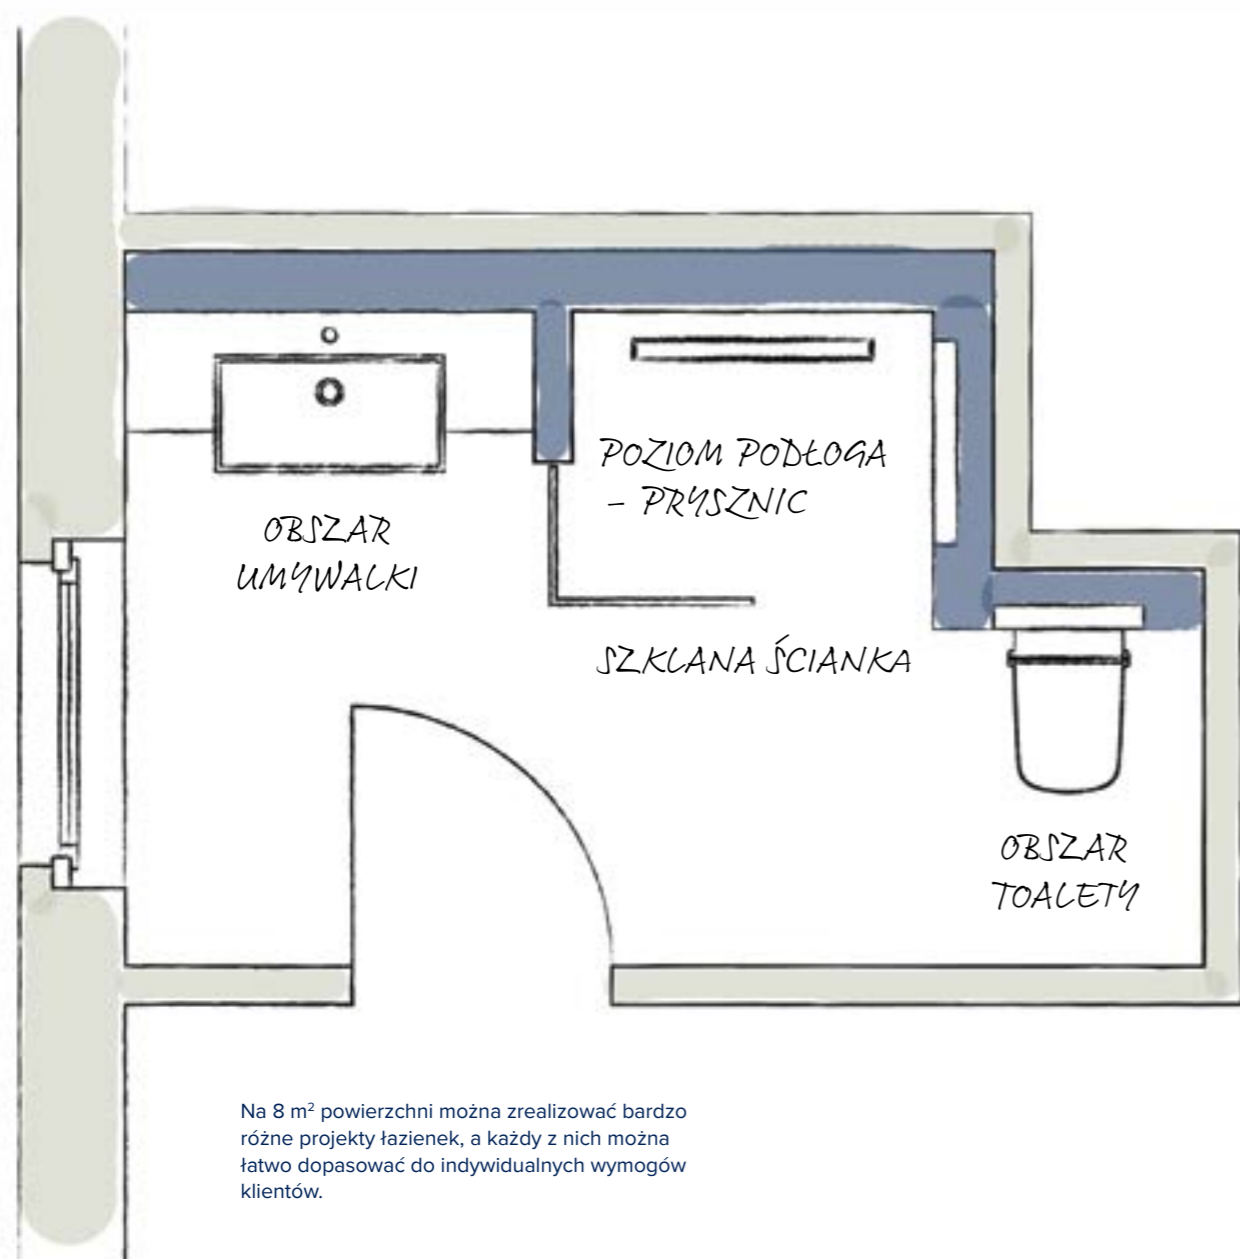 POZIOM PODŁOGA
– PRYSZNIC
OBSZAR
UMYWALKI
SZKLANA ŚCIANKA
OBSZAR
TOALETY
Na 8 m² powierzchni można zrealizować bardzo
różne projekty łazienek, a każdy z nich można
łatwo dopasować do indywidualnych wymogów
klientów.